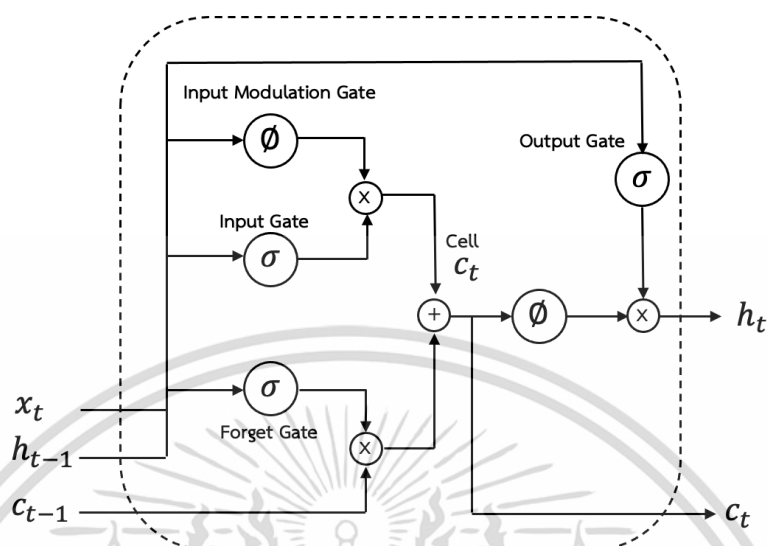 Input Modulation Gate
∅
Output Gate
σ
x
Input Gate
σ
Cell
c_t
+
∅
x
h_t
σ
x_t
Forget Gate
h_{t−1}
x
c_{t−1}
c_t